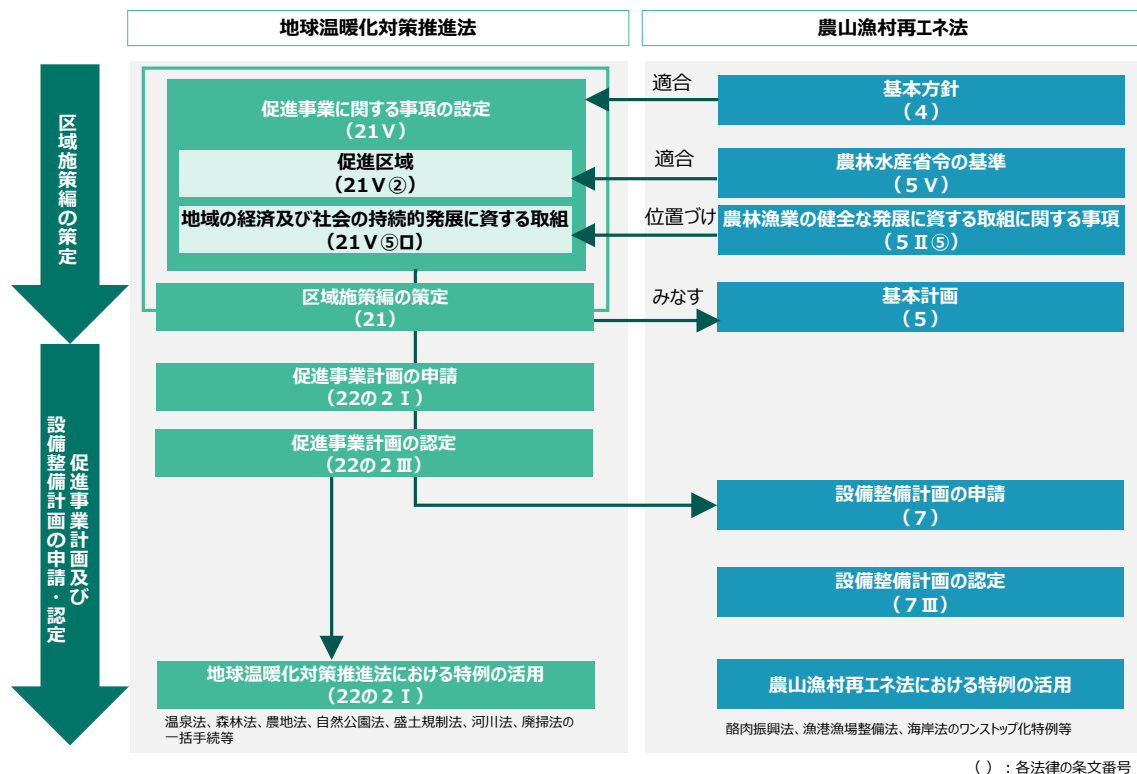 地球温暖化対策推進法
農山漁村再エネ法
区域施策編の策定
促進事業に関する事項の設定
(21Ⅴ)
促進区域
(21Ⅴ②)
地域の経済及び社会の持続的発展に資する取組
(21Ⅴ⑤ロ)
適合
適合
位置づけ
基本方針
(４)
農林水産省令の基準
(５Ⅴ)
農林漁業の健全な発展に資する取組に関する事項
(５Ⅱ⑤)
区域施策編の策定
(21)
みなす
基本計画
(５)
促進事業計画及び
設備整備計画の申請・認定
促進事業計画の申請
(22の２Ⅰ)
促進事業計画の認定
(22の２Ⅲ)
設備整備計画の申請
(７)
設備整備計画の認定
(７Ⅲ)
地球温暖化対策推進法における特例の活用
(22の２Ⅰ)
温泉法、森林法、農地法、自然公園法、盛土規制法、河川法、廃掃法の
一括手続等
農山漁村再エネ法における特例の活用
酪肉振興法、漁港漁場整備法、海岸法のワンストップ化特例等
( ) ：各法律の条文番号